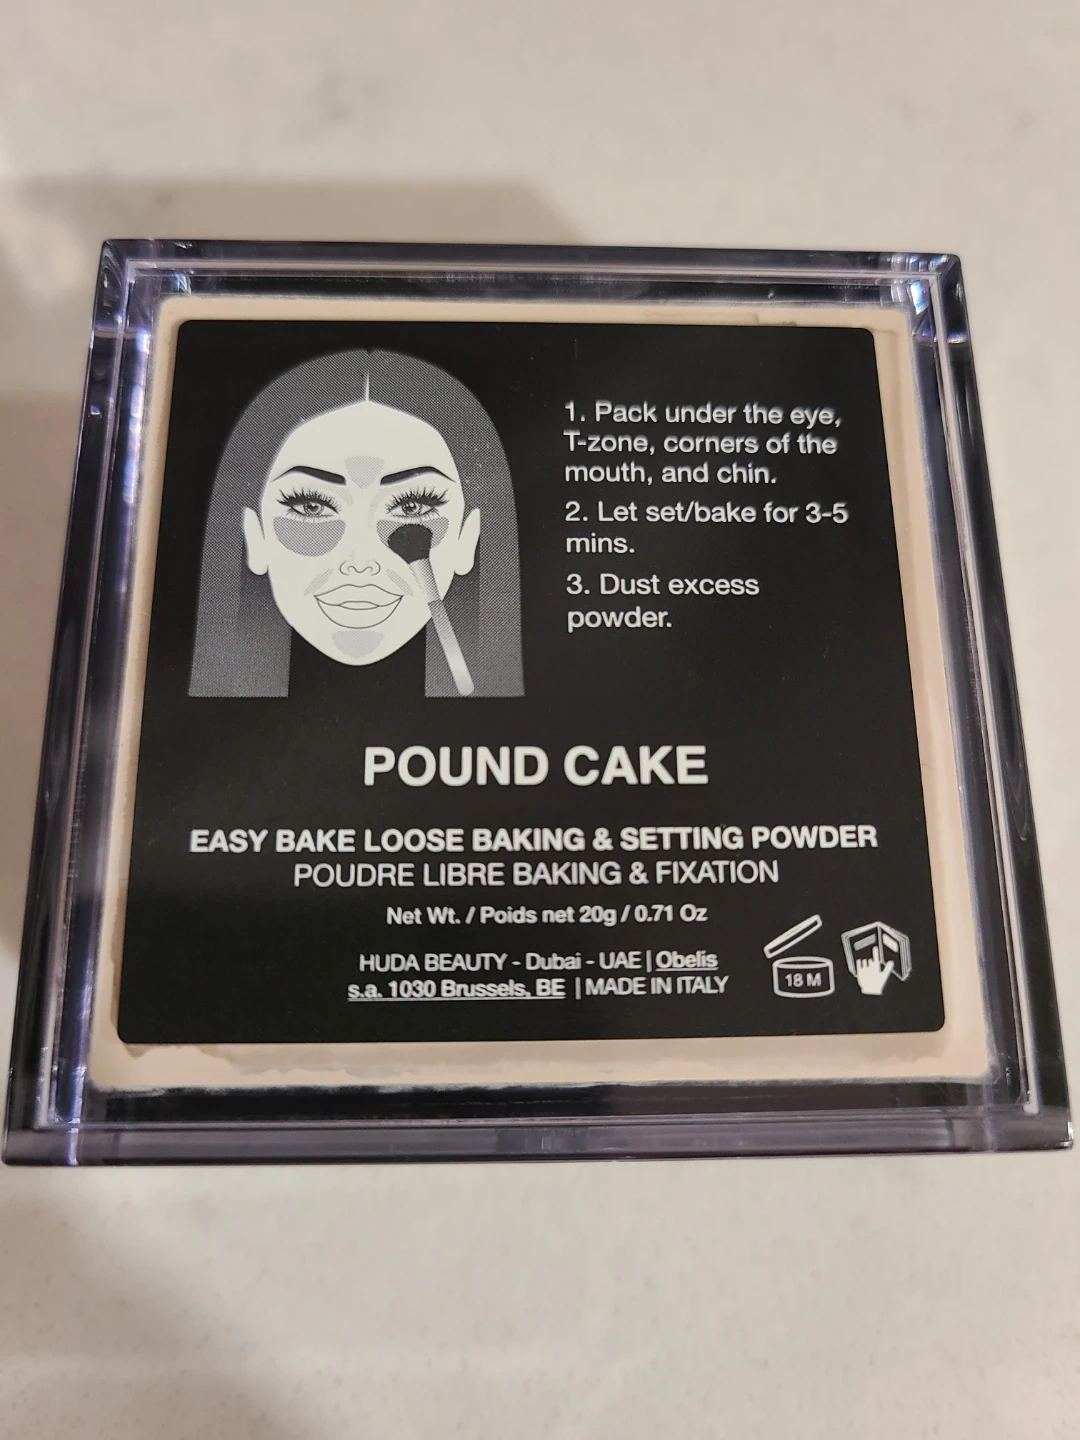 1. Pack under the eye,
T-zone, corners of the
mouth, and chin.
2. Let set/bake for 3-5
mins.
3. Dust excess
powder.
POUND CAKE
EASY BAKE LOOSE BAKING & SETTING POWDER
POUDRE LIBRE BAKING & FIXATION
Net Wt. / Poids net 20g / 0.71 Oz
HUDA BEAUTY - Dubai - UAE | Obelis
s.a. 1030 Brussels, BE | MADE IN ITALY
18 M